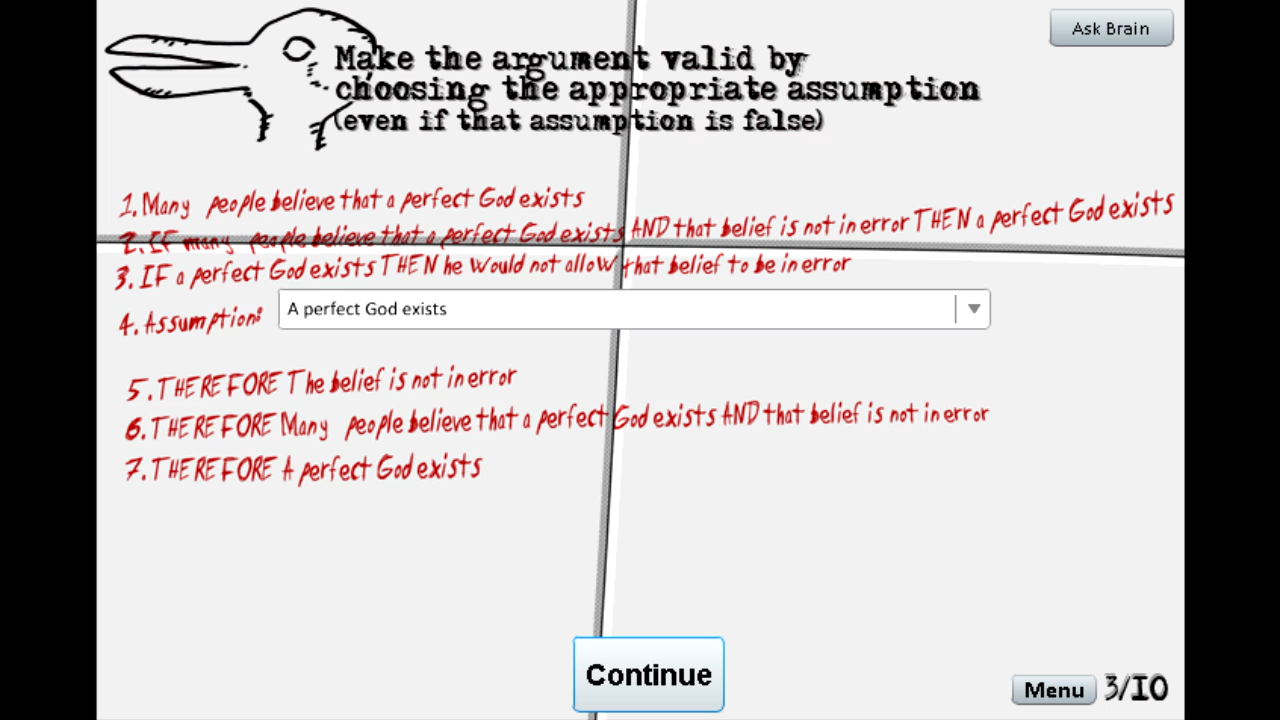 Ask Brain
Make the argument valid by
choosing the appropriate assumption
(even if that assumption is false)
1. Many people believe that a perfect God exists
2. IF many people believe that a perfect God exists AND that belief is not in error THEN a perfect God exists
3. IF a perfect God exists THEN he would not allow that belief to be in error
4. Assumption: A perfect God exists
5. THEREFORE The belief is not in error
6. THEREFORE Many people believe that a perfect God exists AND that belief is not in error
7. THEREFORE A perfect God exists
Continue
Menu 3/10